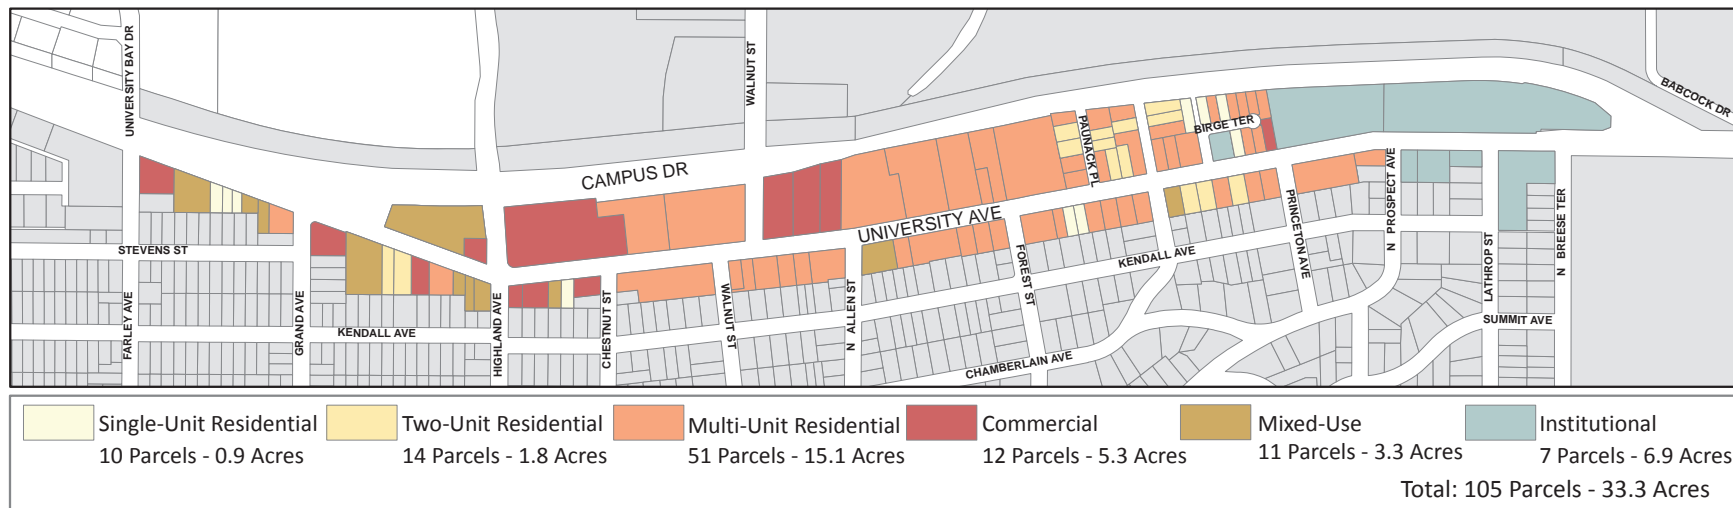 UNIVERSITY BAY DR
WALNUT ST
BABCOCK DR
PAUNACK PL
BIRGE TER
CAMPUS DR
UNIVERSITY AVE
STEVENS ST
FARLEY AVE
GRAND AVE
KENDALL AVE
HIGHLAND AVE
CHESTNUT ST
WALNUT ST
N ALLEN ST
FOREST ST
KENDALL AVE
CHAMBERLAIN AVE
PRINCETON AVE
N PROSPECT AVE
LATHROP ST
N BREESE TER
SUMMIT AVE
Single-Unit Residential
10 Parcels - 0.9 Acres
Two-Unit Residential
14 Parcels - 1.8 Acres
Multi-Unit Residential
51 Parcels - 15.1 Acres
Commercial
12 Parcels - 5.3 Acres
Mixed-Use
11 Parcels - 3.3 Acres
Institutional
7 Parcels - 6.9 Acres
Total: 105 Parcels - 33.3 Acres